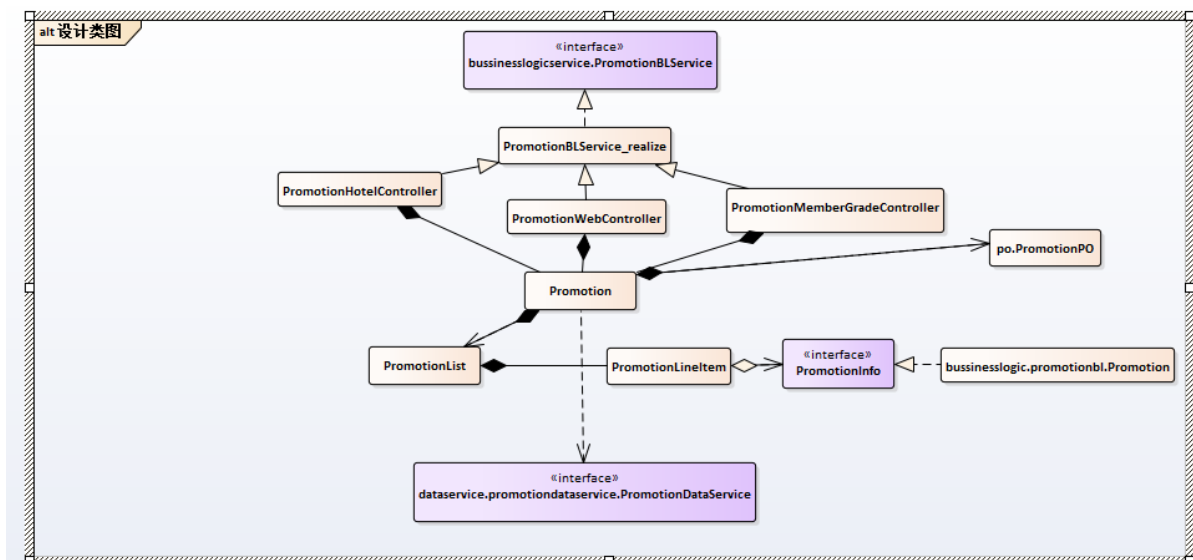 alt 设计类图
«interface»
bussinesslogicservice.PromotionBLService
PromotionBLService_realize
PromotionHotelController
PromotionWebController
PromotionMemberGradeController
po.PromotionPO
Promotion
PromotionList
PromotionLineItem
«interface»
PromotionInfo
bussinesslogic.promotionbl.Promotion
«interface»
dataservice.promotiondataservice.PromotionDataService